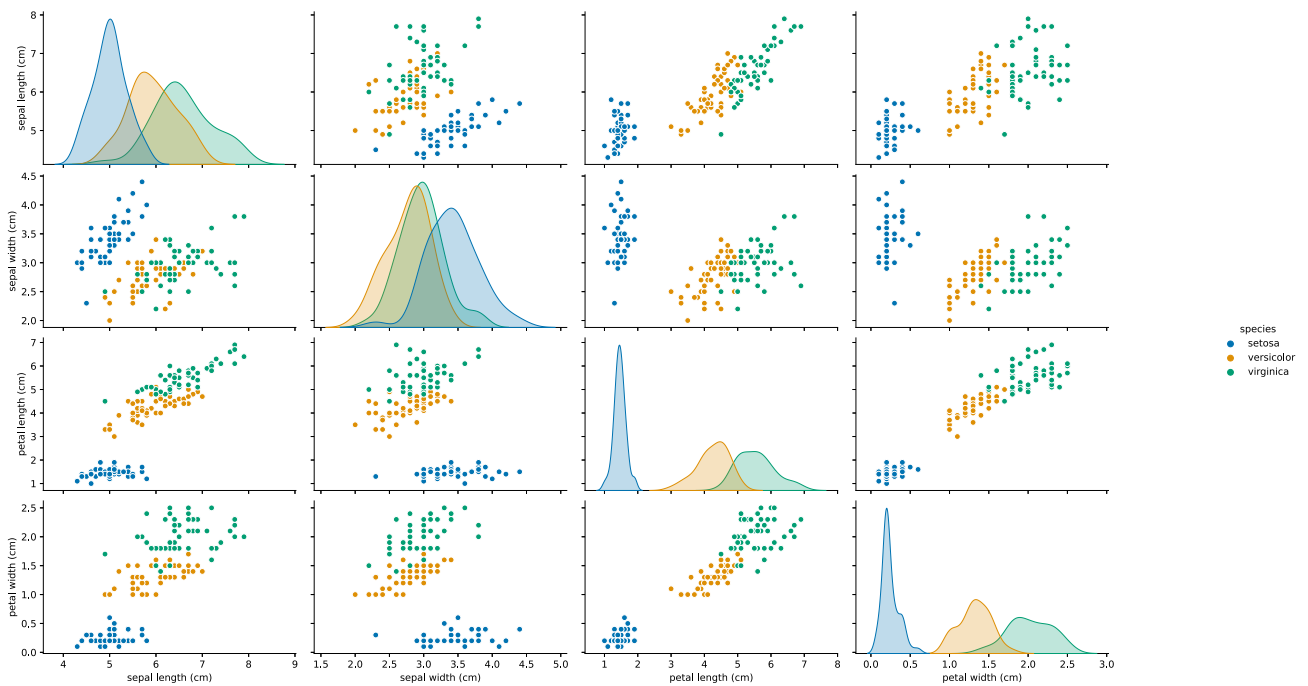 8
7
6
5
sepal length (cm)
4.5
4.0
3.5
3.0
2.5
2.0
sepal width (cm)
species
setosa
versicolor
virginica
7
6
5
4
3
2
1
petal length (cm)
2.5
2.0
1.5
1.0
0.5
0.0
petal width (cm)
4 5 6 7 8 9
1.5 2.0 2.5 3.0 3.5 4.0 4.5 5.0
1 2 3 4 5 6 7 8
0.0 0.5 1.0 1.5 2.0 2.5 3.0
sepal length (cm)
sepal width (cm)
petal length (cm)
petal width (cm)